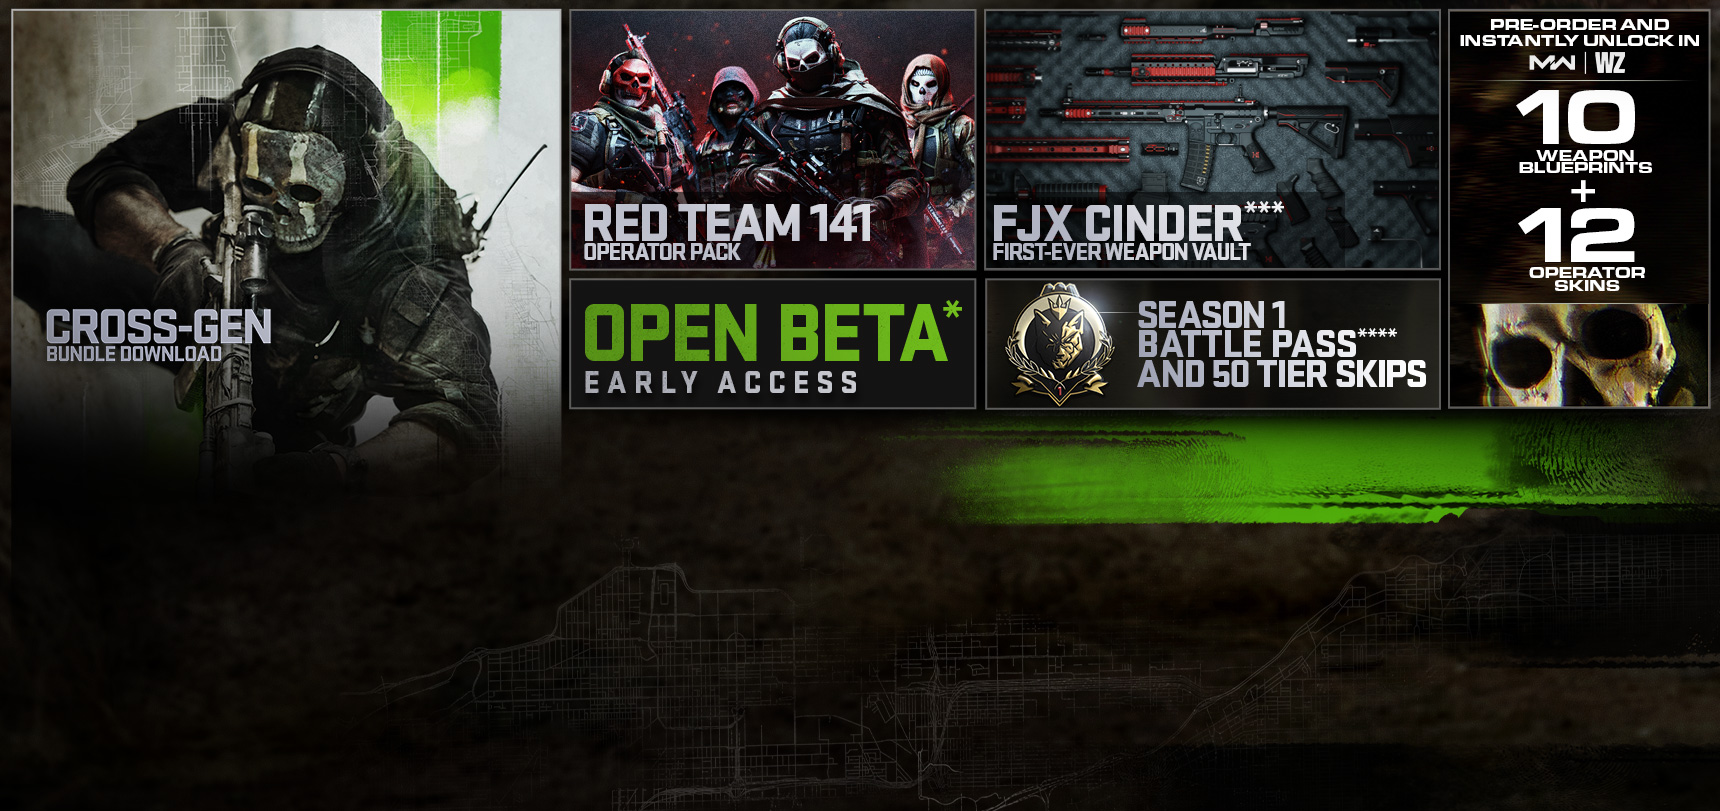 CROSS-GEN
BUNDLE DOWNLOAD
RED TEAM 141
OPERATOR PACK
FJX CINDER***
FIRST-EVER WEAPON VAULT
OPEN BETA*
EARLY ACCESS
1
SEASON 1
BATTLE PASS****
AND 50 TIER SKIPS
PRE-ORDER AND
INSTANTLY UNLOCK IN
MW | WZ
10
WEAPON
BLUEPRINTS
+
12
OPERATOR
SKINS